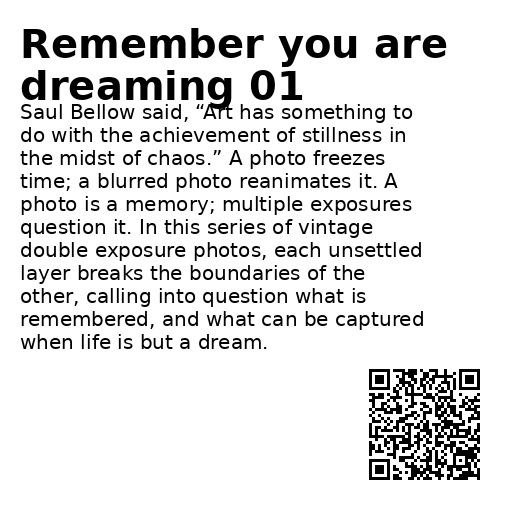 Remember you are
dreaming 01
Saul Bellow said, “Art has something to
do with the achievement of stillness in
the midst of chaos.” A photo freezes
time; a blurred photo reanimates it. A
photo is a memory; multiple exposures
question it. In this series of vintage
double exposure photos, each unsettled
layer breaks the boundaries of the
other, calling into question what is
remembered, and what can be captured
when life is but a dream.